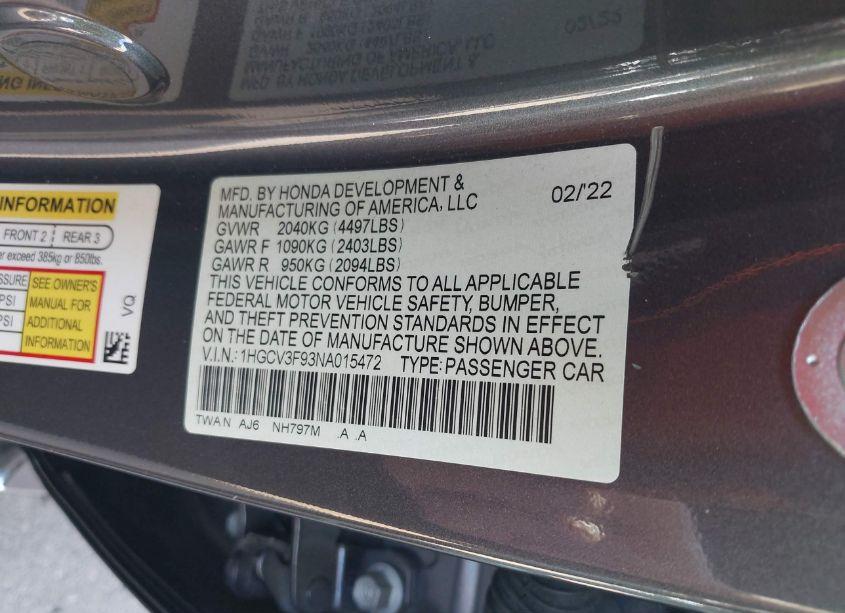 INFORMATION
FRONT 2 REAR 3
exceed 385kg or 850lbs.
SEE OWNER'S
MANUAL FOR
ADDITIONAL
INFORMATION
PSI
PSI
VQ
MFD. BY HONDA DEVELOPMENT &
MANUFACTURING OF AMERICA, LLC 02/'22
GVWR 2040KG (4497LBS)
GAWR F 1090KG (2403LBS)
GAWR R 950KG (2094LBS)
THIS VEHICLE CONFORMS TO ALL APPLICABLE
FEDERAL MOTOR VEHICLE SAFETY, BUMPER,
AND THEFT PREVENTION STANDARDS IN EFFECT
ON THE DATE OF MANUFACTURE SHOWN ABOVE.
V.I.N.: 1HGCV3F93NA015472 TYPE: PASSENGER CAR
TWAN AJ6 NH797M .A .A